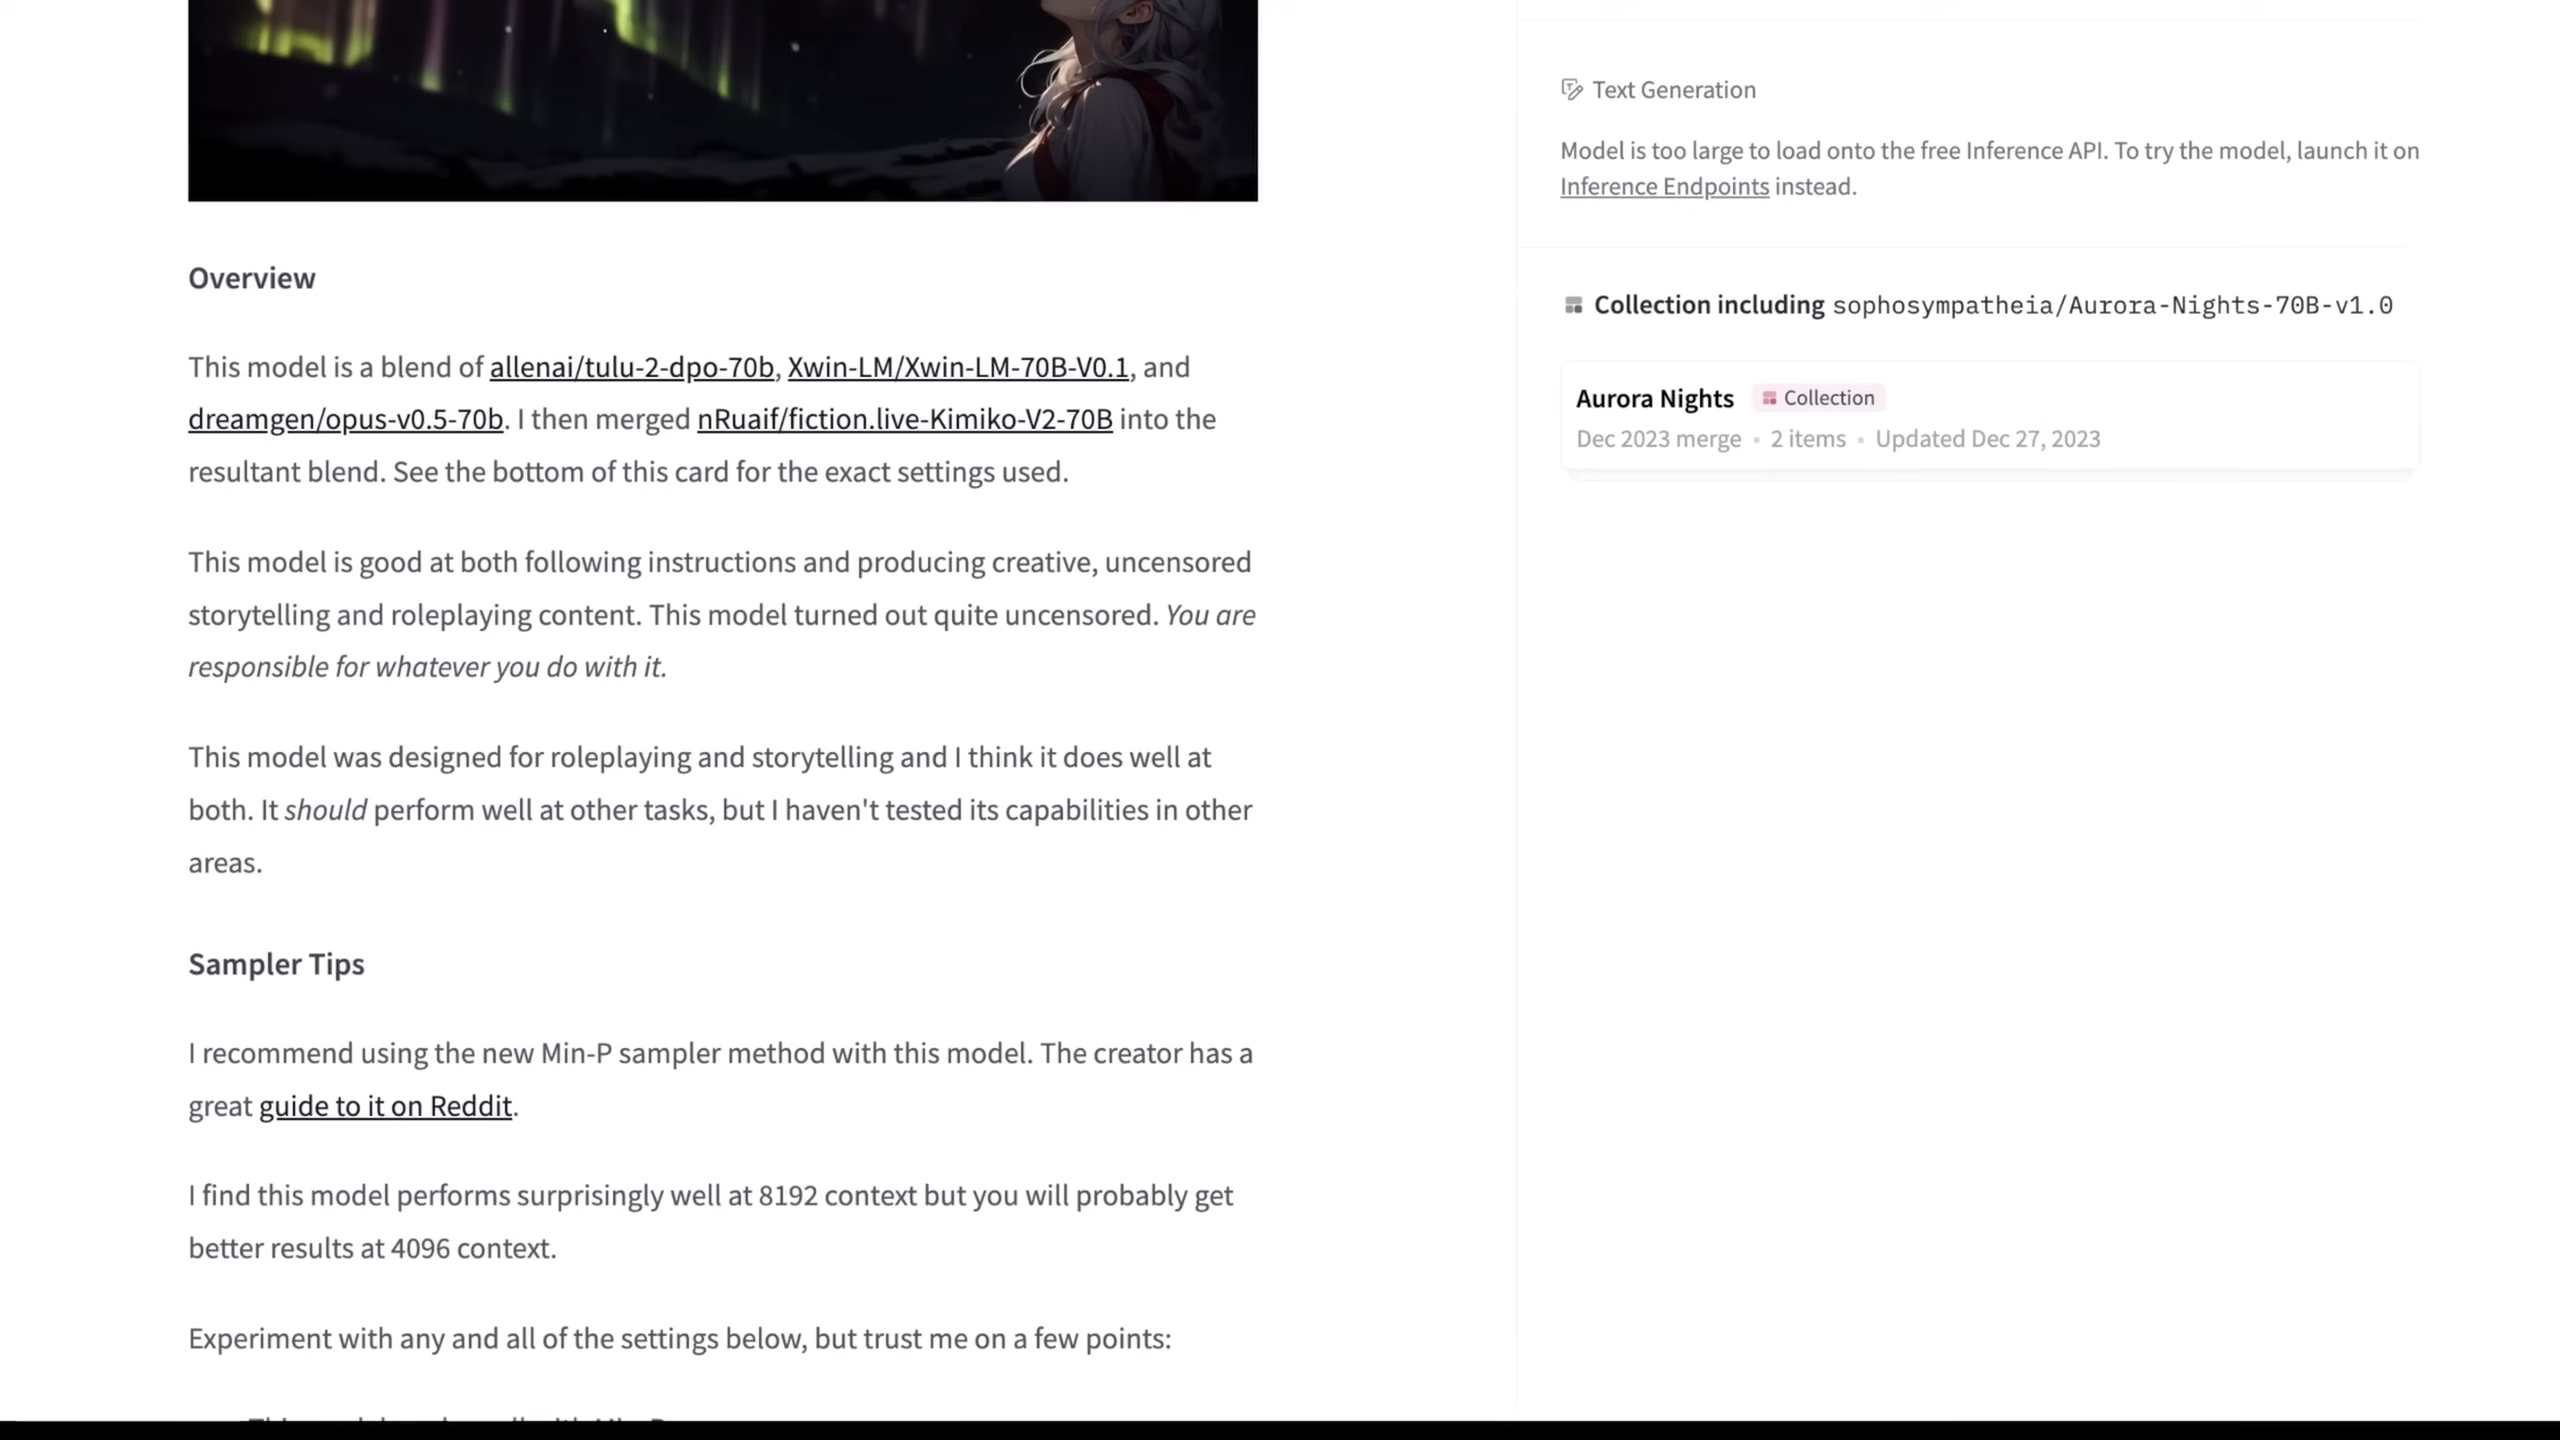 Overview
This model is a blend of allenai/tulu-2-dpo-70b, Xwin-LM/Xwin-LM-70B-V0.1, and
dreamgen/opus-v0.5-70b. I then merged nRuaif/fiction.live-Kimiko-V2-70B into the
resultant blend. See the bottom of this card for the exact settings used.
This model is good at both following instructions and producing creative, uncensored
storytelling and roleplaying content. This model turned out quite uncensored. You are
responsible for whatever you do with it.
This model was designed for roleplaying and storytelling and I think it does well at
both. It should perform well at other tasks, but I haven't tested its capabilities in other
areas.
Sampler Tips
I recommend using the new Min-P sampler method with this model. The creator has a
great guide to it on Reddit.
I find this model performs surprisingly well at 8192 context but you will probably get
better results at 4096 context.
Experiment with any and all of the settings below, but trust me on a few points:
Text Generation
Model is too large to load onto the free Inference API. To try the model, launch it on
Inference Endpoints instead.
Collection including sophosympatheia/Aurora-Nights-70B-v1.0
Aurora Nights Collection
Dec 2023 merge • 2 items • Updated Dec 27, 2023